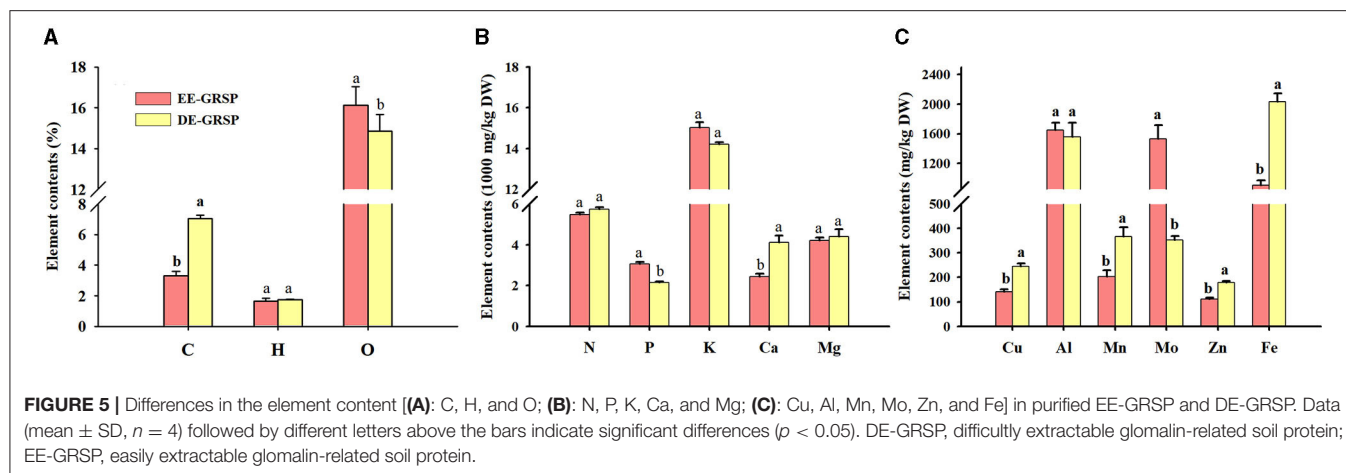 A
B
C
Element contents (%)
18
16
14
12
8
6
4
2
0
EE-GRSP
DE-GRSP
b
a
a
a
a
b
C
H
O
Element contents (1000 mg/kg DW)
18
16
14
12
6
4
2
0
a
a
a
b
a
a
b
a
a
a
N
P
K
Ca
Mg
Element contents (mg/kg DW)
2400
2000
1600
1200
500
400
300
200
100
b
a
a
a
b
a
a
b
b
a
b
a
Cu
Al
Mn
Mo
Zn
Fe
FIGURE 5 | Differences in the element content [(A): C, H, and O; (B): N, P, K, Ca, and Mg; (C): Cu, Al, Mn, Mo, Zn, and Fe] in purified EE-GRSP and DE-GRSP. Data
(mean ± SD, n = 4) followed by different letters above the bars indicate significant differences (p < 0.05). DE-GRSP, difficultly extractable glomalin-related soil protein;
EE-GRSP, easily extractable glomalin-related soil protein.